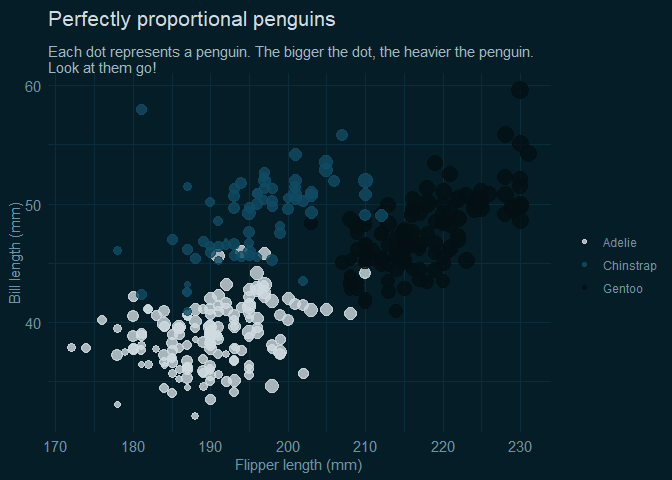 Perfectly proportional penguins
Each dot represents a penguin. The bigger the dot, the heavier the penguin.
Look at them go!
60
50
40
Bill length (mm)
170 180 190 200 210 220 230
Flipper length (mm)
Adelie
Chinstrap
Gentoo